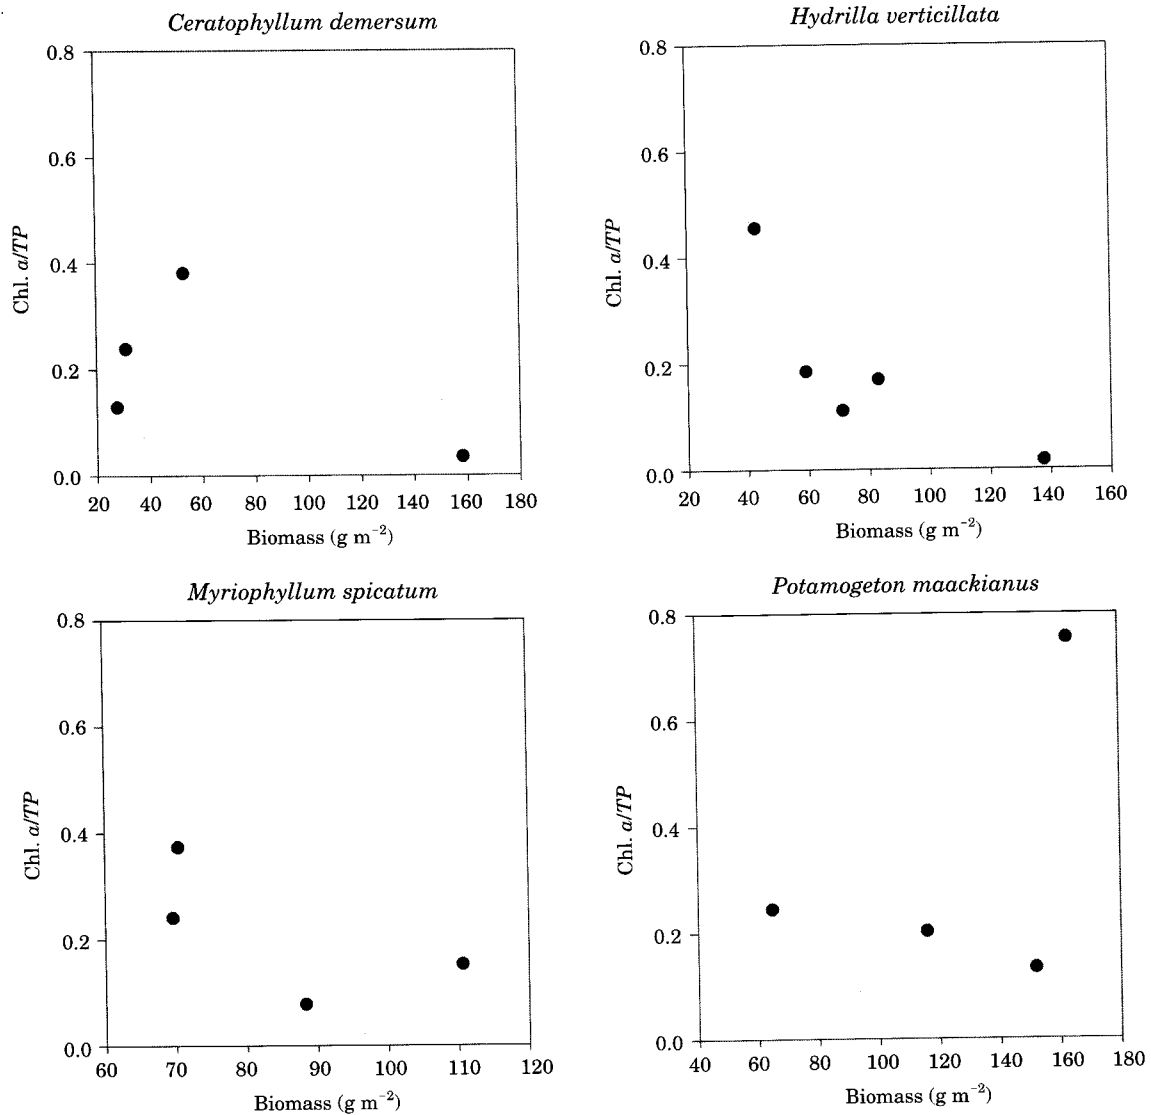 Ceratophyllum demersum
0.8
0.6
0.4
0.2
0.0
Chl. a/TP
20 40 60 80 100 120 140 160 180
Biomass (g m⁻²)
Hydrilla verticillata
0.8
0.6
0.4
0.2
0.0
Chl. a/TP
20 40 60 80 100 120 140 160
Biomass (g m⁻²)
Myriophyllum spicatum
0.8
0.6
0.4
0.2
0.0
Chl. a/TP
60 70 80 90 100 110 120
Biomass (g m⁻²)
Potamogeton maackianus
0.8
0.6
0.4
0.2
0.0
Chl. a/TP
40 60 80 100 120 140 160 180
Biomass (g m⁻²)